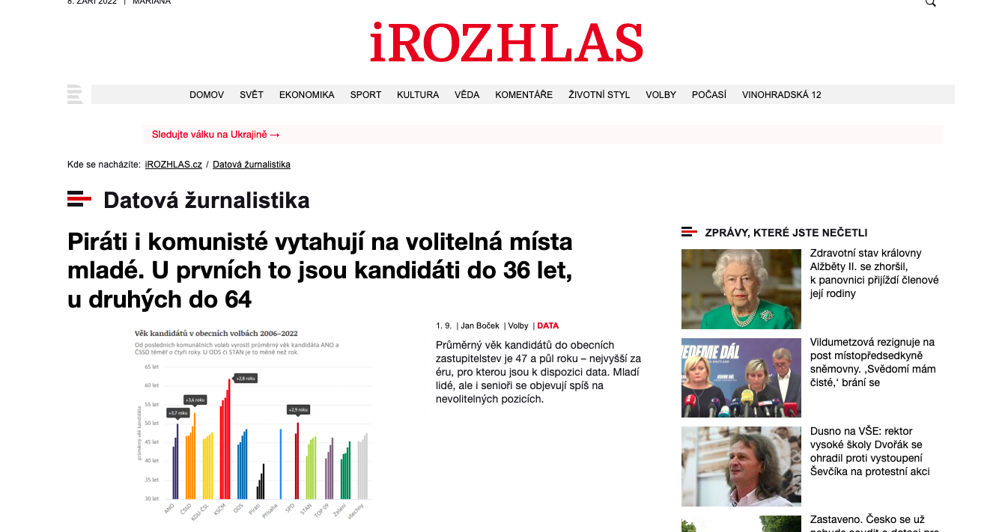 8. ZÁŘÍ 2022 | MARIANA
iROZHLAS
DOMOV SVĚT EKONOMIKA SPORT KULTURA VĚDA KOMENTÁŘE ŽIVOTNÍ STYL VOLBY POČASÍ VINOHRADSKÁ 12
Sledujte válku na Ukrajině →
Kde se nacházíte: iROZHLAS.cz / Datová žurnalistika
Datová žurnalistika
Piráti i komunisté vytahují na volitelná místa
mladé. U prvních to jsou kandidáti do 36 let,
u druhých do 64
Věk kandidátů v obecních volbách 2006–2022
Od posledních komunálních voleb vyrostl průměrný věk kandidáta ANO a
ČSSD téměř o čtyři roky. U ODS či STAN je to méně než rok.
průměrný věk kandidáta
65 let
60 let
55 let
50 let
45 let
40 let
35 let
30 let
+3,7 roku
+3,6 roku
+2,8 roku
+2,9 roku
ANO
ČSSD
KDU-ČSL
KSČM
ODS
Piráti
Přísaha
SPD
STAN
TOP 09
Zelení
všechny
1. 9. | Jan Boček | Volby | DATA
Průměrný věk kandidátů do obecních
zastupitelstev je 47 a půl roku – nejvyšší za
éru, pro kterou jsou k dispozici data. Mladí
lidé, ale i senioři se objevují spíš na
nevolitelných pozicích.
ZPRÁVY, KTERÉ JSTE NEČETLI
Zdravotní stav královny
Alžběty II. se zhoršil,
k panovnici přijíždí členové
její rodiny
Vildumetzová rezignuje na
post místopředsedkyně
sněmovny. ‚Svědomí mám
čisté,‘ brání se
Dusno na VŠE: rektor
vysoké školy Dvořák se
ohradil proti vystoupení
Ševčíka na protestní akci
Zastaveno. Česko se už
nebude soudit o dotaci pro